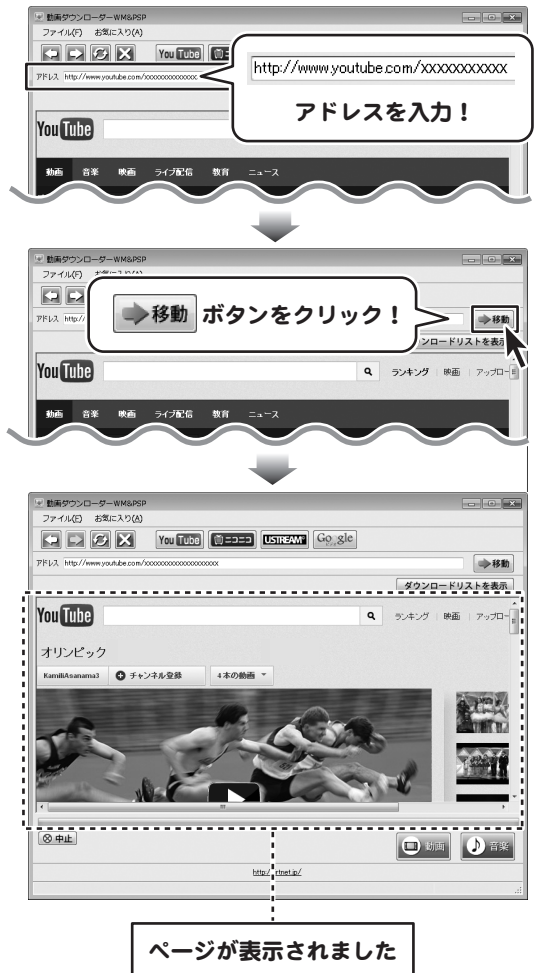 動画ダウンローダーWM&PSP
ファイル(F) お気に入り(A)
You Tube
アドレス http://www.youtube.com/xxxxxxxxxxxxxx
http://www.youtube.com/XXXXXXXXXXX
アドレスを入力！
You Tube
動画 音楽 映画 ライブ配信 教育 ニュース
動画ダウンローダーWM&PSP
ファイル(F) お気に入り(A)
アドレス http://
移動 ボタンをクリック！
移動
ンロードリストを表示
You Tube
ランキング 映画 アップロー
動画 音楽 映画 ライブ配信 教育 ニュース
動画ダウンローダーWM&PSP
ファイル(F) お気に入り(A)
You Tube ニコニコ USTREAM Google
アドレス http://www.youtube.com/xxxxxxxxxxxxxxxxxxx 移動
ダウンロードリストを表示
You Tube
ランキング 映画 アップロー
オリンピック
KamiliAsanama3 チャンネル登録 4本の動画
中止
動画 音楽
http:/ rtnet.jp/
ページが表示されました